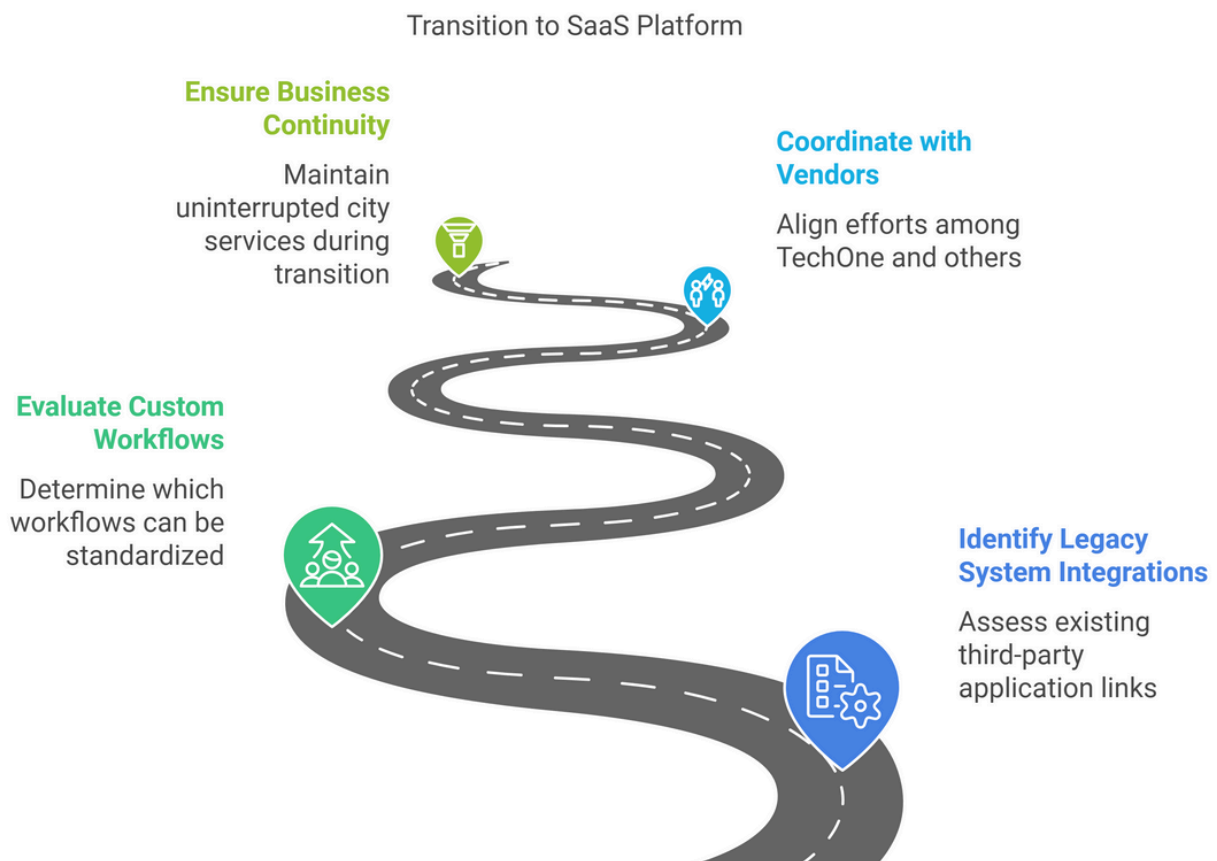 Transition to SaaS Platform
Ensure Business
Continuity
Maintain
uninterrupted city
services during
transition
Coordinate with
Vendors
Align efforts among
TechOne and others
Evaluate Custom
Workflows
Determine which
workflows can be
standardized
Identify Legacy
System Integrations
Assess existing
third-party
application links